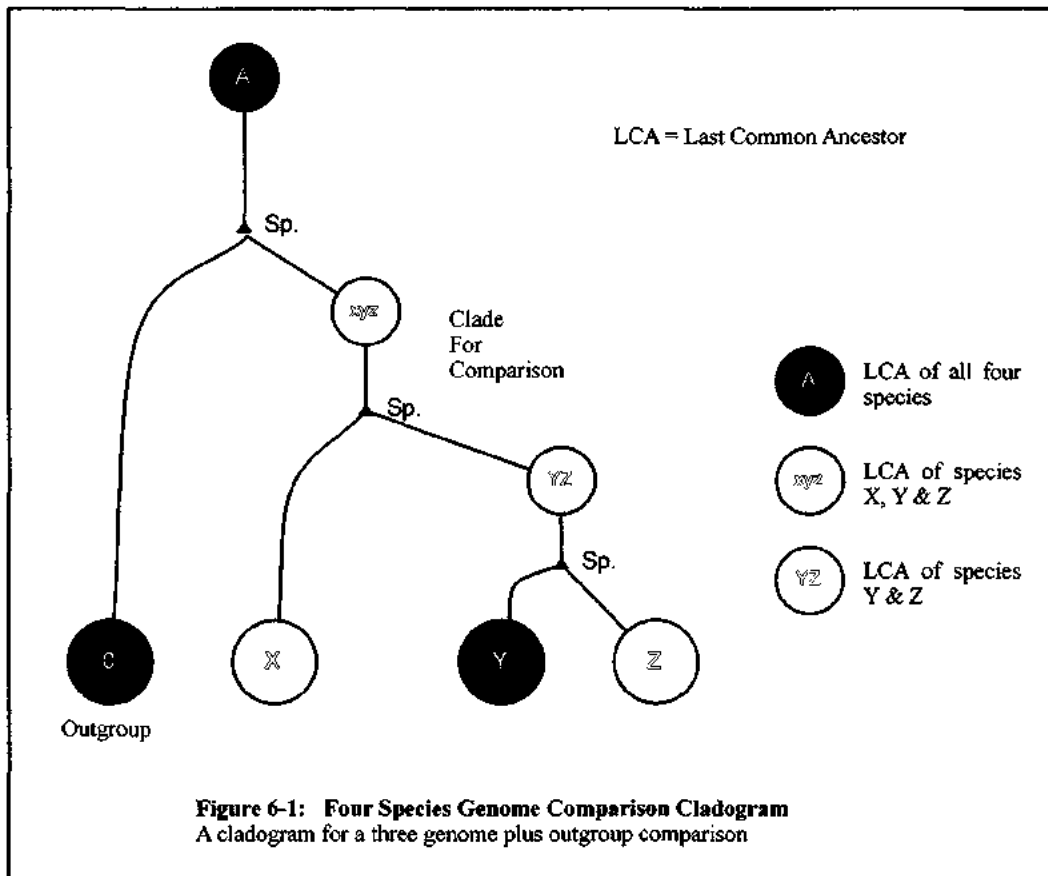 A
LCA = Last Common Ancestor
Sp.
xyz
Clade
For
Comparison
A
LCA of all four
species
Sp.
YZ
xyz
LCA of species
X, Y & Z
Sp.
YZ
LCA of species
Y & Z
X
Y
Z
Outgroup
Figure 6-1: Four Species Genome Comparison Cladogram
A cladogram for a three genome plus outgroup comparison